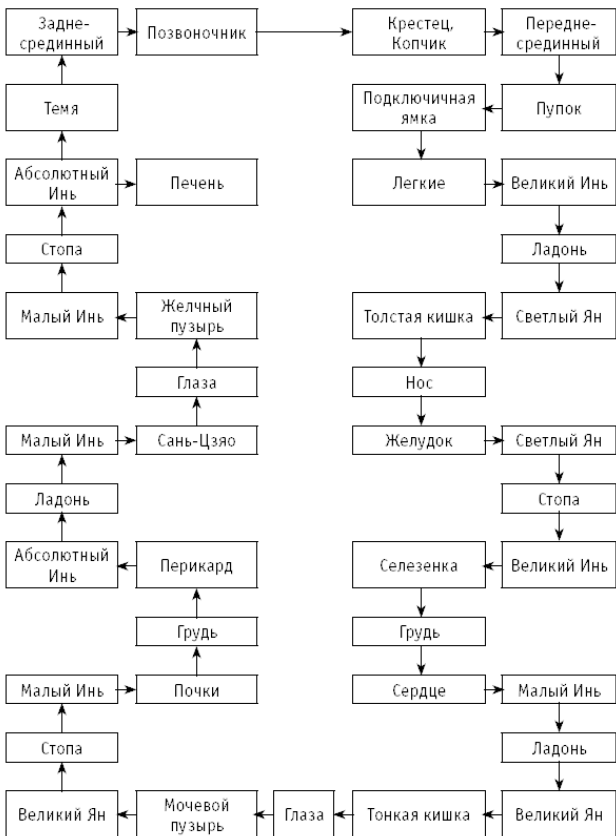 Задне-
срединный
Позвоночник
Крестец,
Копчик
Передне-
срединный
Темя
Подключичная
ямка
Пупок
Абсолютный
Инь
Печень
Легкие
Великий Инь
Стопа
Ладонь
Малый Инь
Желчный
пузырь
Толстая кишка
Светлый Ян
Глаза
Нос
Малый Инь
Сань-Цзяо
Желудок
Светлый Ян
Ладонь
Стопа
Абсолютный
Инь
Перикард
Селезенка
Великий Инь
Грудь
Грудь
Малый Инь
Почки
Сердце
Малый Инь
Стопа
Ладонь
Великий Ян
Мочевой
пузырь
Глаза
Тонкая кишка
Великий Ян